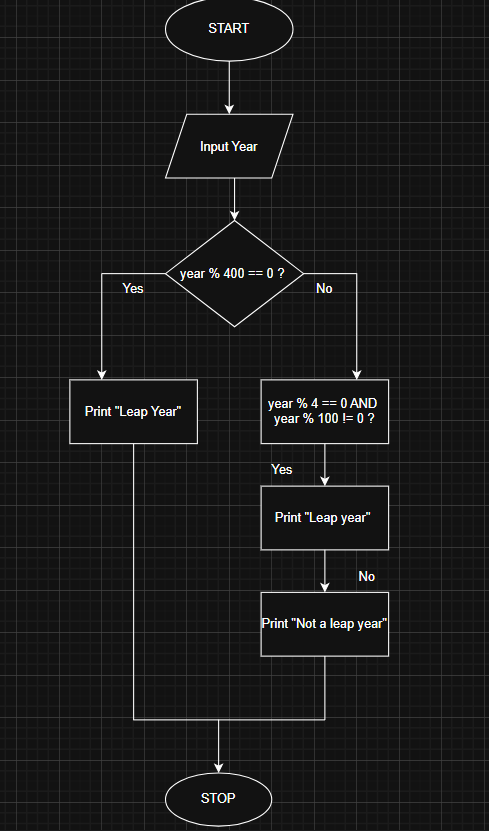 START
Input Year
year % 400 == 0 ?
Yes
No
Print "Leap Year"
year % 4 == 0 AND
year % 100 != 0 ?
Yes
Print "Leap year"
No
Print "Not a leap year"
STOP